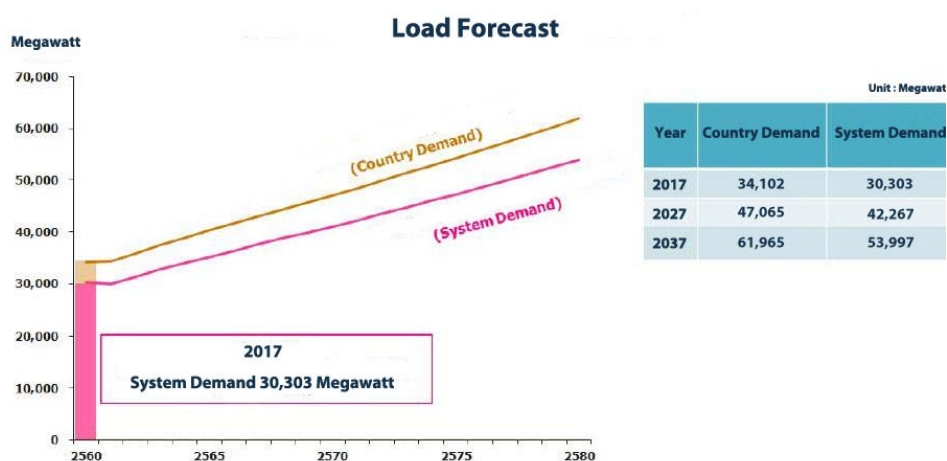 Load Forecast
Megawatt
70,000
60,000
50,000
40,000
30,000
20,000
10,000
0
2560 2565 2570 2575 2580
(Country Demand)
(System Demand)
2017
System Demand 30,303 Megawatt
Unit : Megawat
Year Country Demand System Demand
2017 34,102 30,303
2027 47,065 42,267
2037 61,965 53,997